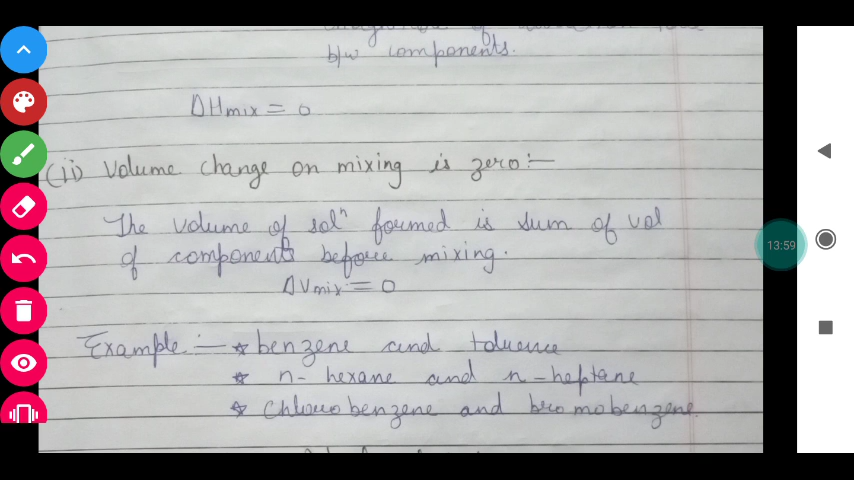 of
b/w components.
ΔHmix = 0
(ii) Volume change on mixing is zero:—
The volume of solⁿ formed is sum of vol
of components before mixing.
ΔVmix = 0
Example:— ☆ benzene and toluene
☆ n-hexane and n-heptane
☆ Chlorobenzene and bromobenzene.
13:59